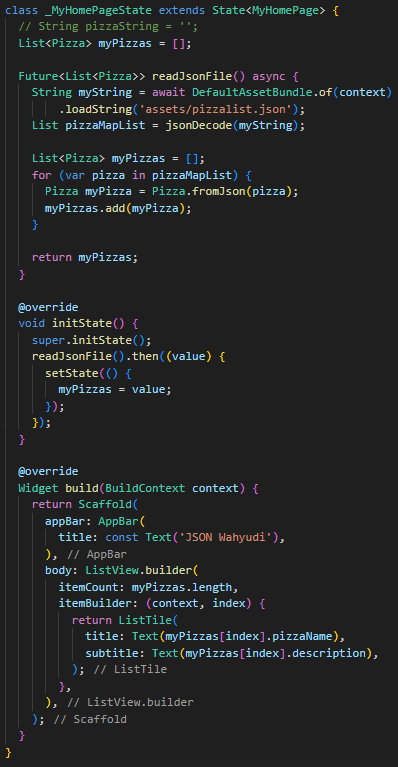 class _MyHomePageState extends State<MyHomePage> {
  // String pizzaString = '';
  List<Pizza> myPizzas = [];

  Future<List<Pizza>> readJsonFile() async {
    String myString = await DefaultAssetBundle.of(context)
        .loadString('assets/pizzalist.json');
    List pizzaMapList = jsonDecode(myString);

    List<Pizza> myPizzas = [];
    for (var pizza in pizzaMapList) {
      Pizza myPizza = Pizza.fromJson(pizza);
      myPizzas.add(myPizza);
    }

    return myPizzas;
  }

  @override
  void initState() {
    super.initState();
    readJsonFile().then((value) {
      setState(() {
        myPizzas = value;
      });
    });
  }

  @override
  Widget build(BuildContext context) {
    return Scaffold(
      appBar: AppBar(
        title: const Text('JSON Wahyudi'),
      ), // AppBar
      body: ListView.builder(
        itemCount: myPizzas.length,
        itemBuilder: (context, index) {
          return ListTile(
            title: Text(myPizzas[index].pizzaName),
            subtitle: Text(myPizzas[index].description),
          ); // ListTile
        },
      ), // ListView.builder
    ); // Scaffold
  }
}